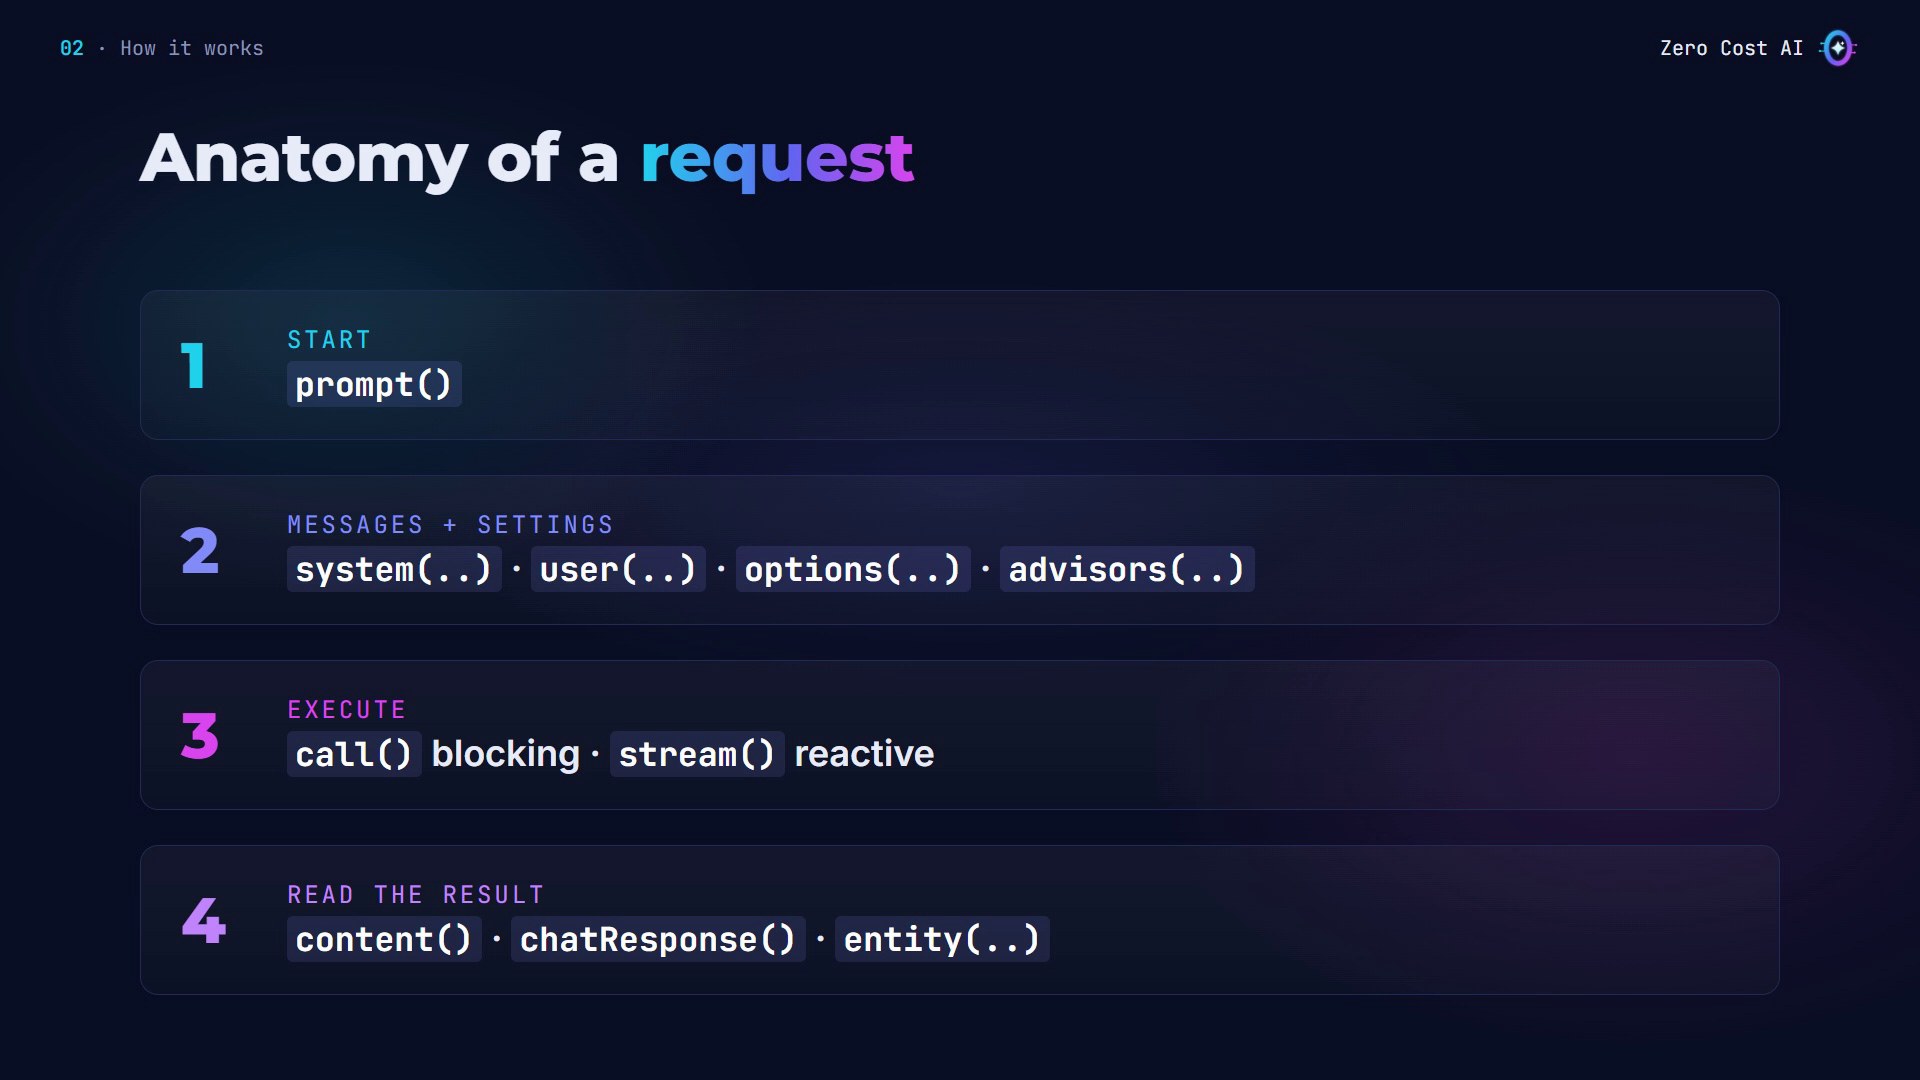 02 · How it works
Zero Cost AI
Anatomy of a request
1
START
prompt()
2
MESSAGES + SETTINGS
system(..) · user(..) · options(..) · advisors(..)
3
EXECUTE
call() blocking · stream() reactive
4
READ THE RESULT
content() · chatResponse() · entity(..)